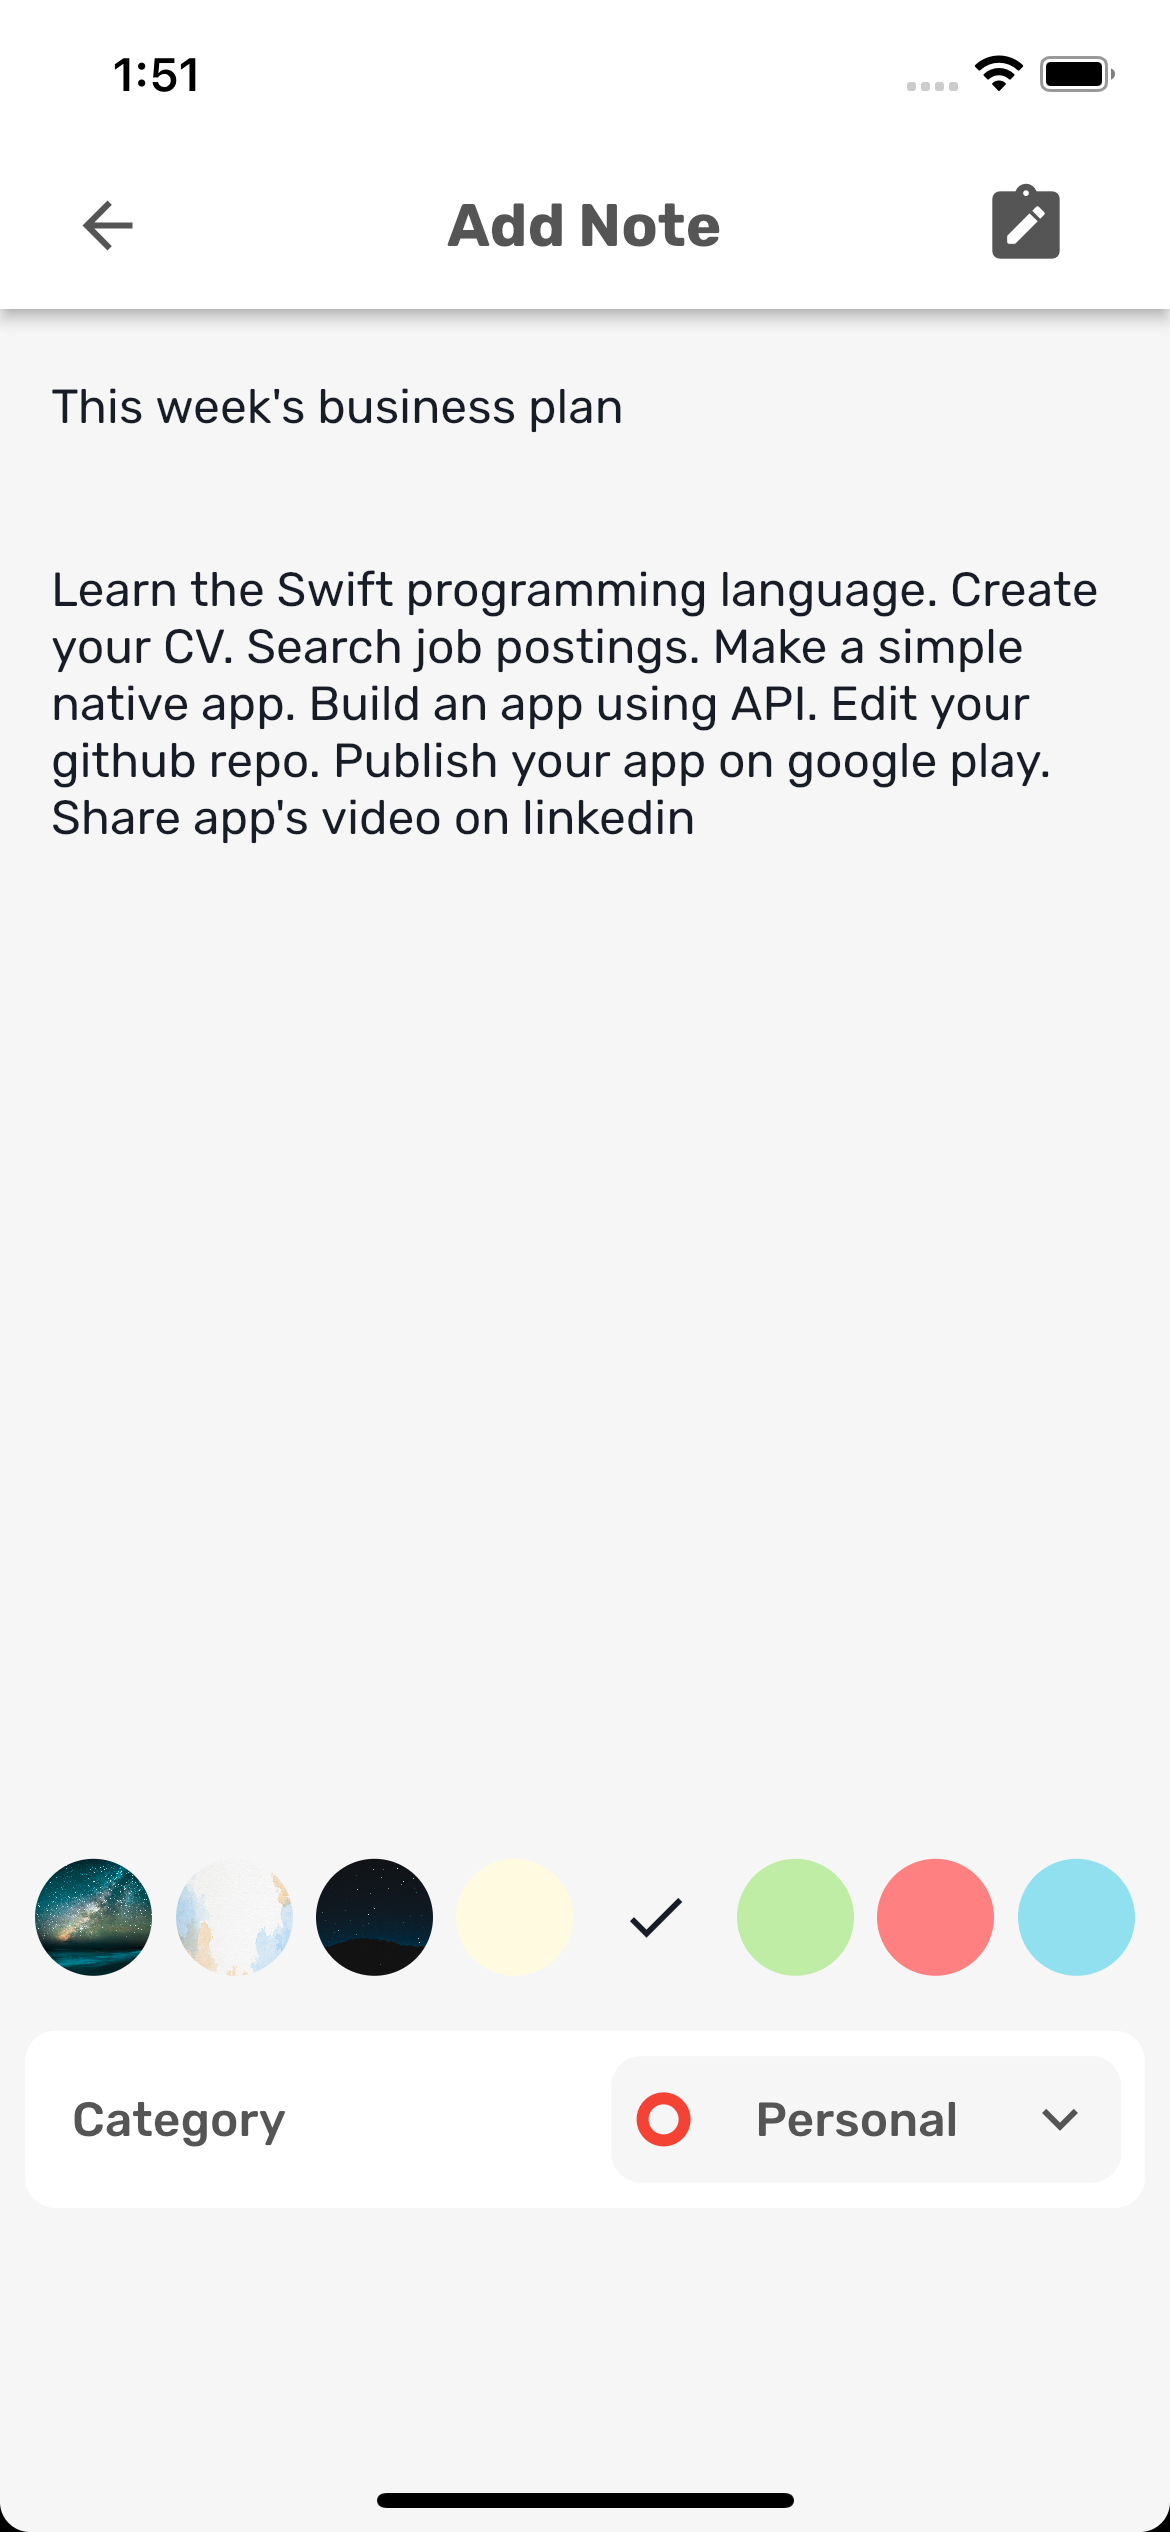 1:51
Add Note
This week's business plan
Learn the Swift programming language. Create
your CV. Search job postings. Make a simple
native app. Build an app using API. Edit your
github repo. Publish your app on google play.
Share app's video on linkedin
Category
Personal